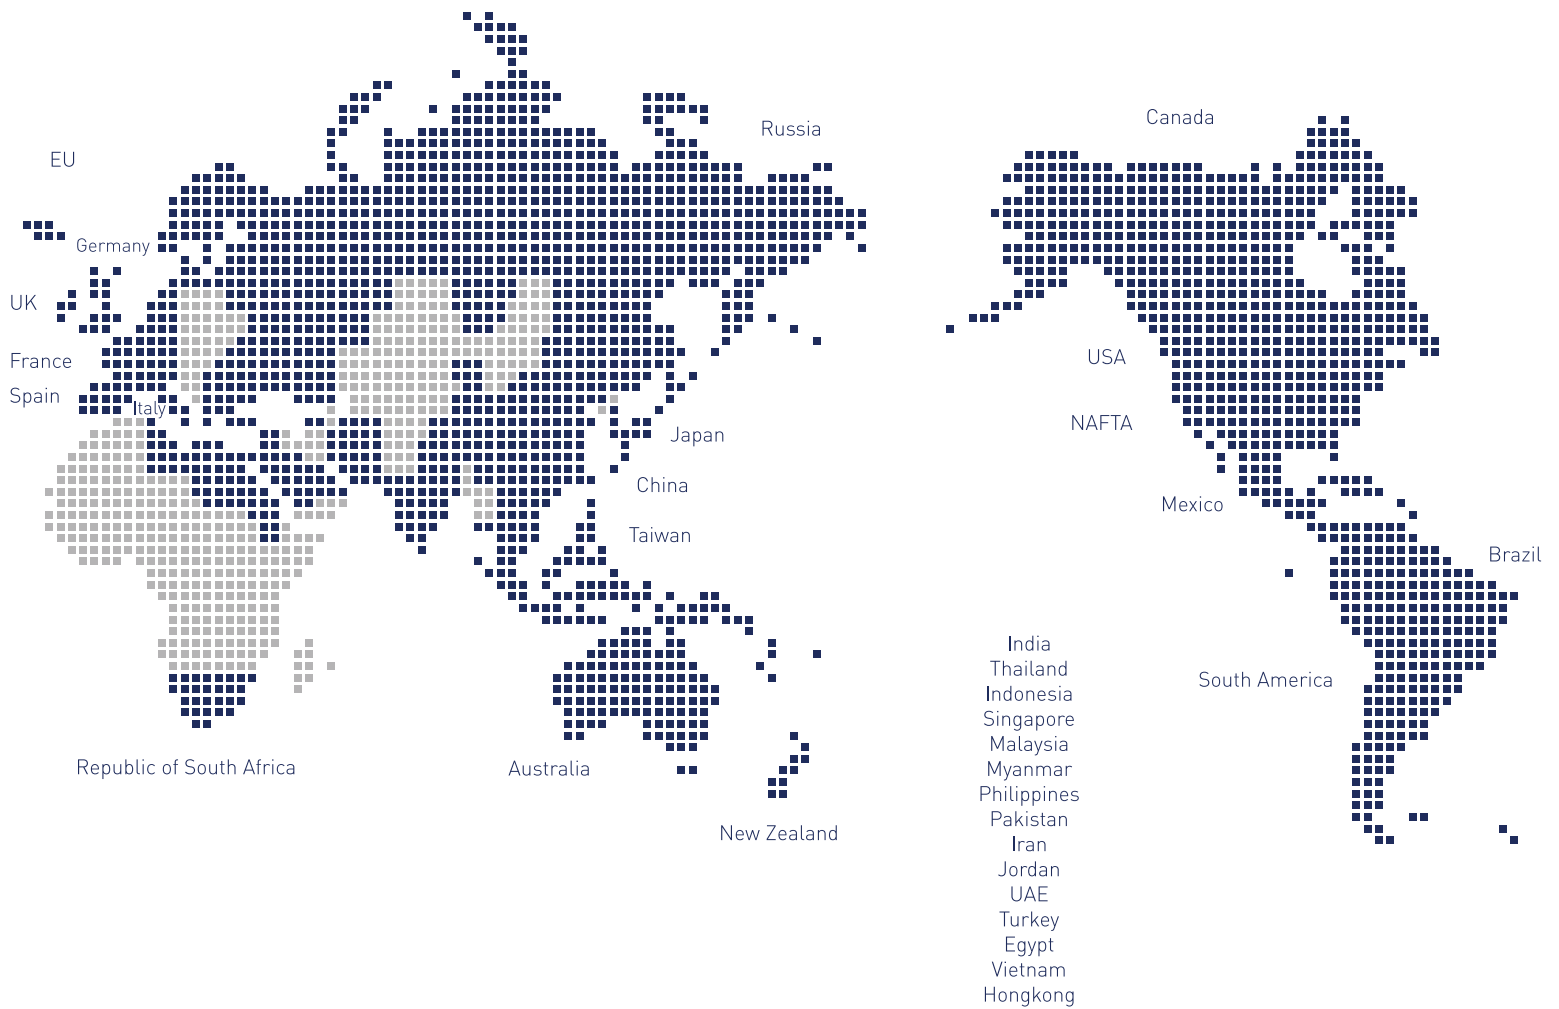 Canada
Russia
EU
Germany
UK
USA
France
Spain
Italy
NAFTA
Japan
China
Mexico
Taiwan
Brazil
India
Thailand
South America
Indonesia
Singapore
Malaysia
Republic of South Africa
Australia
Myanmar
Philippines
Pakistan
New Zealand
Iran
Jordan
UAE
Turkey
Egypt
Vietnam
Hongkong